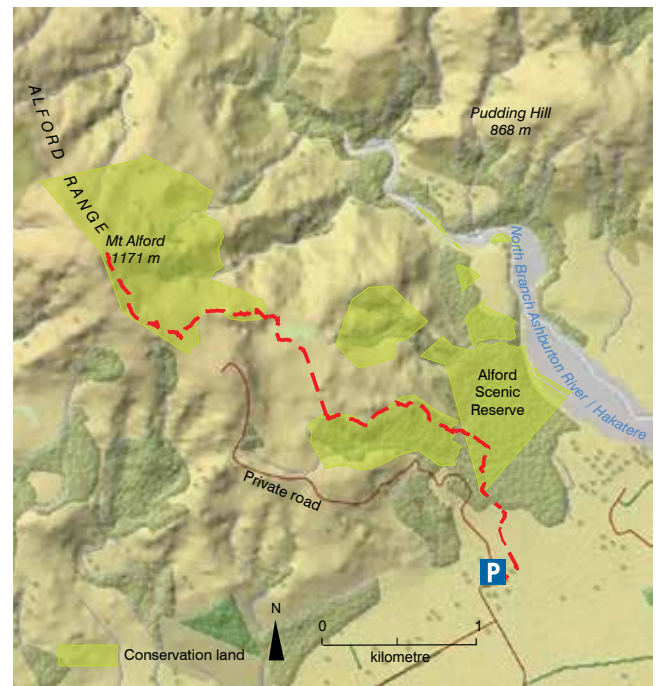 ALFORD RANGE
Pudding Hill
868 m
Mt Alford
1171 m
North Branch Ashburton River / Hakatere
Alford
Scenic
Reserve
Private road
P
N
0 1
kilometre
Conservation land